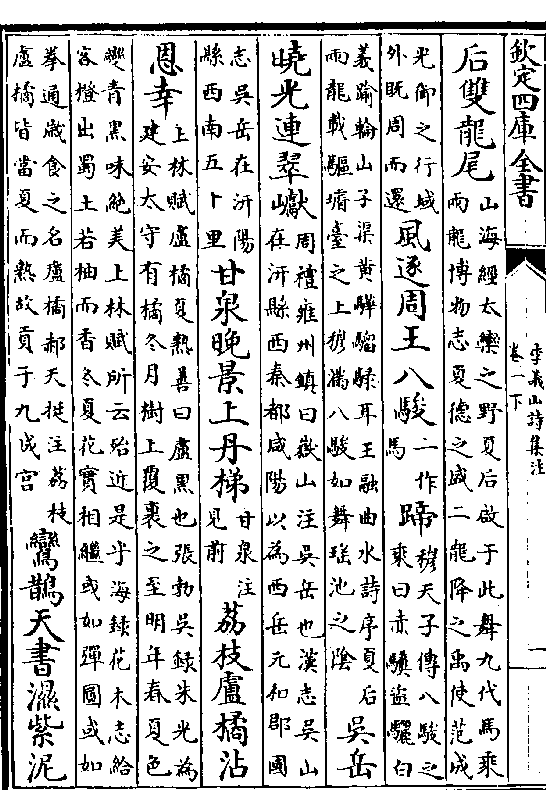 欽定四庫全書
李義山詩集注
卷一下
一
后雙龍尾
山海經太欒之野夏后啟于此舞九代馬乘
兩龍博物志夏德之盛二龍降之禹使范成
光御之行域
外既周而還
風逐周王八駿
一作
馬
蹄
穆天子傳八駿之
乘曰赤驥盜驪白
義踰輪山子渠黃驊騮騄耳王融曲水詩序夏后
兩龍載驅璿臺之上穆滿八駿如舞瑤池之陰
吳岳
曉光連翠巘
周禮雍州鎮曰嶽山注吳岳也漢志吳山
在汧縣西秦都咸陽以為西岳元和郡國
志吳岳在汧陽
縣西南五十里
甘泉晚景上丹梯
甘泉注
見前
荔枝盧橘沾
恩幸
上林賦盧橘夏熟善曰盧黑也張勃吳録朱光為
建安太守有橘冬月樹上覆裹之至明年春夏色
變青黑味絶美上林賦所云殆近是乎海録花木志給
客橙出蜀土若柚而香冬夏花實相繼或如彈圓或如
拳通歲食之名盧橘郝天挺注荔枝
盧橘皆當夏而熟故貢于九成宮
鸞鵲天書濕紫泥